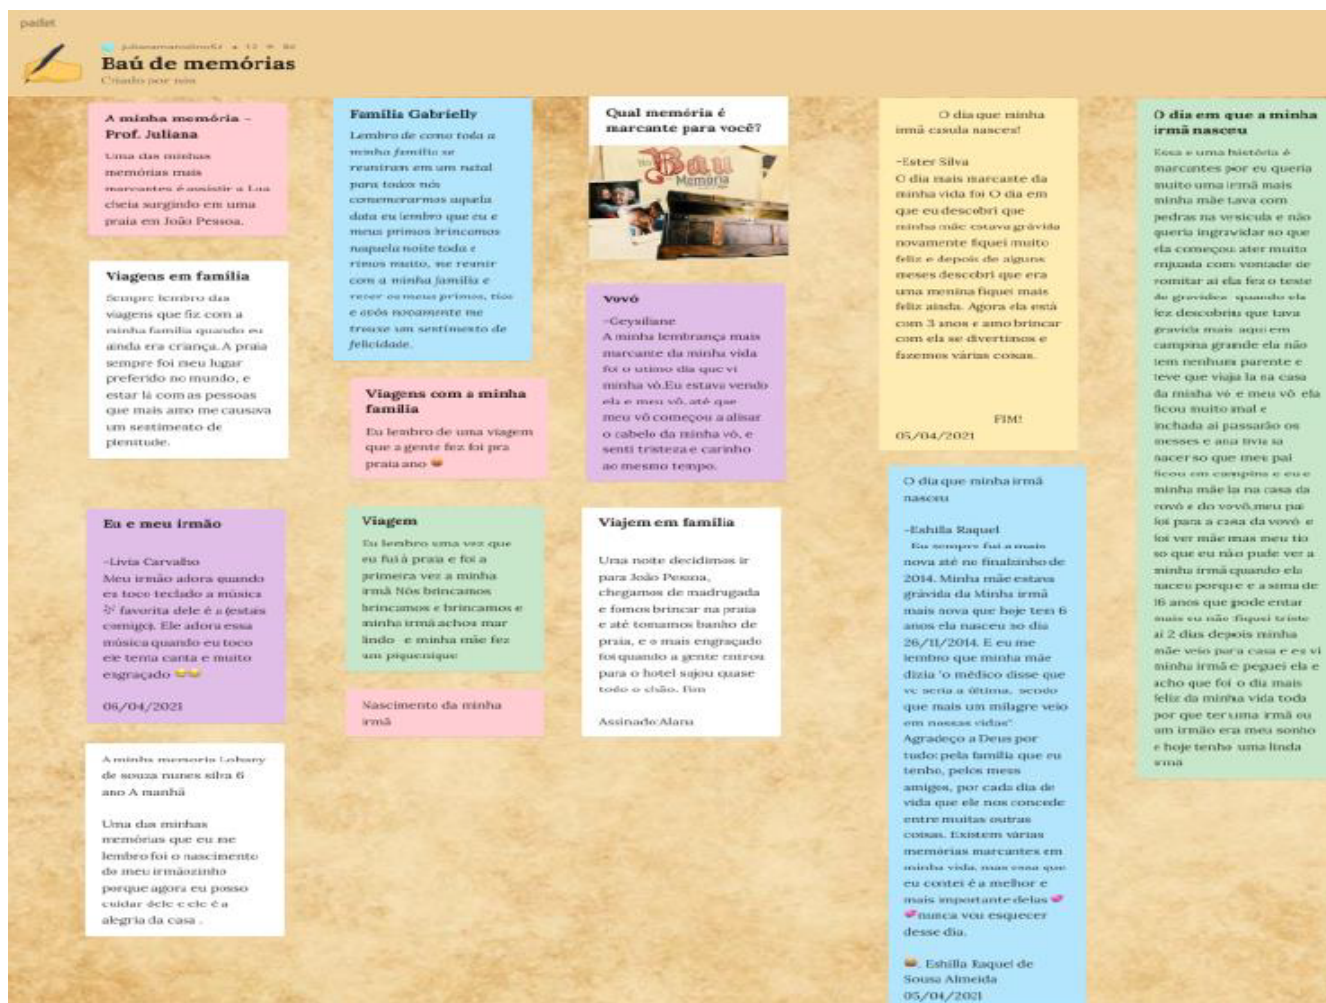 padlet
Baú de memórias
Criado por nós
A minha memória –
Prof. Juliana
Uma das minhas
memórias mais
marcantes é assistir a Lua
cheia surgindo em uma
praia em João Pessoa.
Viagens em família
Sempre lembro das
viagens que fiz com a
minha família quando eu
ainda era criança. A praia
sempre foi meu lugar
preferido no mundo, e
estar lá com as pessoas
que mais amo me causava
um sentimento de
plenitude.
Eu e meu irmão
~Livia Carvalho
Meu irmão adora quando
eu toco teclado a música
🎶 favorita dele é a (estais
comigo). Ele adora essa
música quando eu toco
ele tenta canta e muito
engraçado 😂😂
06/04/2021
A minha memoria Lohany
de souza nunes silva 6
ano A manhã
Uma das minhas
memórias que eu me
lembro foi o nascimento
do meu irmãozinho
porque agora eu posso
cuidar dele e ele é a
alegria da casa .
Família Gabrielly
Lembro de como toda a
minha família se
reuniram em um natal
para todos nós
comemorarmos aquela
data eu lembro que eu e
meus primos brincamos
naquela noite toda e
rimos muito, me reunir
com a minha família e
rever os meus primos, tios
e avós novamente me
trouxe um sentimento de
felicidade.
Viagens com a minha
família
Eu lembro de uma viagem
que a gente fez foi pra
praia ano
Viagem
Eu lembro uma vez que
eu fui à praia e foi a
primeira vez a minha
irmã Nós brincamos
brincamos e brincamos e
minha irmã achos mar
lindo e minha mãe fez
um piquenique
Nascimento da minha
irmã
Qual memória é
marcante para você?
Baú
Memória
vovó
~Geysiliane
A minha lembrança mais
marcante da minha vida
foi o utimo dia que vi
minha vó.Eu estava vendo
ela e meu vô, até que
meu vô começou a alisar
o cabelo da minha vó, e
senti tristeza e carinho
ao mesmo tempo.
Viajem em família
Uma noite decidimos ir
para João Pessoa,
chegamos de madrugada
e fomos brincar na praia
e até tomamos banho de
praia, e o mais engraçado
foi quando a gente entrou
para o hotel sujou quase
todo o chão. Fim
Assinado:Alana
O dia que minha
irmã casula nasceu!
~Ester Silva
O dia mais marcante da
minha vida foi O dia em
que eu descobri que
minha mãe estava grávida
novamente fiquei muito
feliz e depois de alguns
meses descobri que era
uma menina fiquei mais
feliz ainda. Agora ela está
com 3 anos e amo brincar
com ela se divertimos e
fazemos várias coisas.
FIM!
05/04/2021
O dia que minha irmã
nasceu
~Eshilla Raquel
Eu sempre fui a mais
nova até no finalzinho de
2014. Minha mãe estava
grávida da Minha irmã
mais nova que hoje tem 6
anos ela nasceu no dia
26/11/2014. E eu me
lembro que minha mãe
dizia "o médico disse que
vc seria a última, sendo
que mais um milagre veio
em nossas vidas"
Agradeço a Deus por
tudo: pela família que eu
tenho, pelos meus
amigos, por cada dia de
vida que ele nos concede
entre muitas outras
coisas. Existem várias
memórias marcantes em
minha vida, mas essa que
eu contei é a melhor e
mais importante delas 💕
💕nunca vou esquecer
desse dia.
. Eshilla Raquel de
Sousa Almeida
05/04/2021
O dia em que a minha
irmã nasceu
Essa e uma história é
marcantes por eu queria
muito uma irmã mais
minha mãe tava com
pedras na vesicula e não
queria ingravidar so que
ela começou ater muito
enjuada com vontade de
romitar ai ela fez o teste
de gravidez quando ela
fez descobriu que tava
gravida mais aqui em
campina grande ela não
tem nenhum parente e
teve que viaja la na casa
da minha vó e meu vô ela
ficou muito mal e
inchada ai passarão os
messes e ana livia ia
nacer so que meu pai
ficou em campina e eu e
minha mãe la na casa da
vovó e do vovô,meu pai
foi para a casa da vovó e
foi ver mãe mas meu tio
so que eu não pude ver a
minha irmã quando ela
naceu porque e a sima de
16 anos que pode entar
mais eu não fiquei triste
ai 2 dias depois minha
mãe veio para casa e eu vi
minha irmã e peguei ela e
acho que foi o dia mais
feliz da minha vida toda
por que ter uma irmã ou
um irmão era meu sonho
e hoje tenho uma linda
irmã